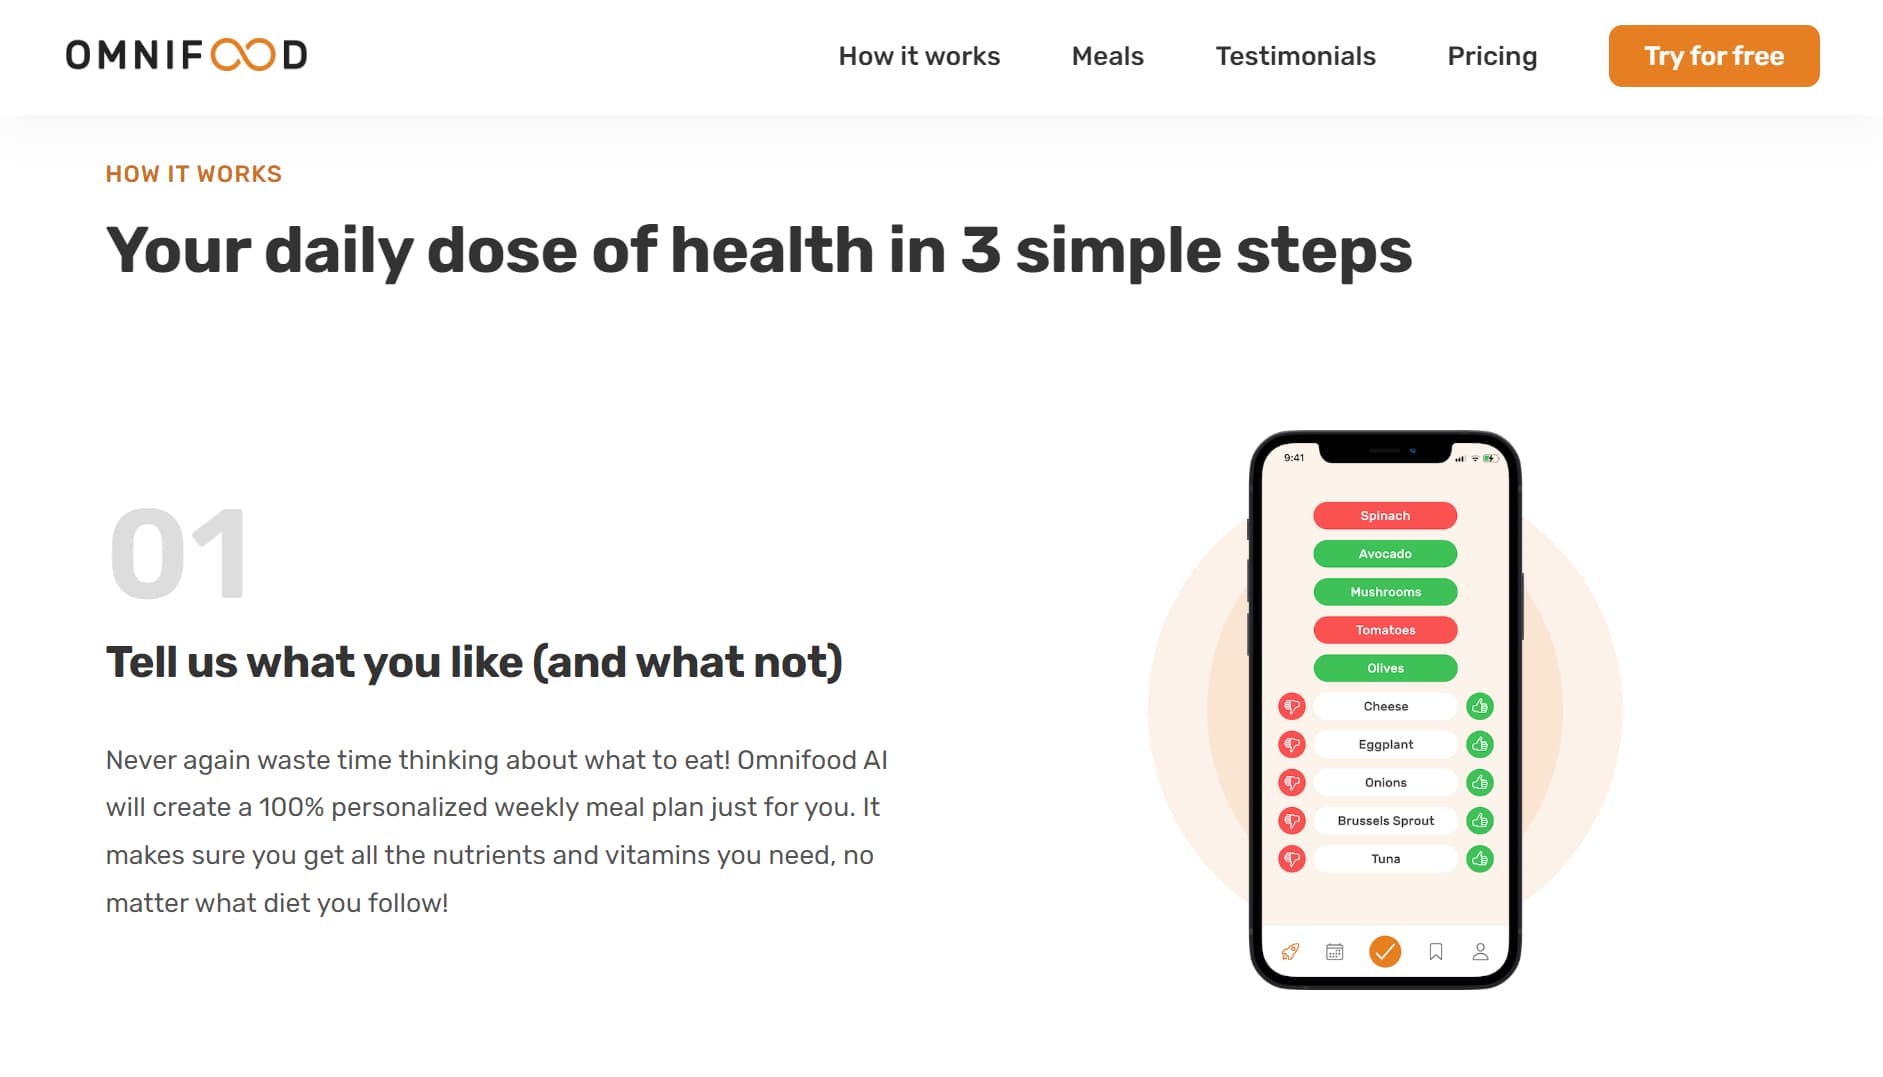 OMNIFOOD
How it works
Meals
Testimonials
Pricing
Try for free
HOW IT WORKS
Your daily dose of health in 3 simple steps
01
Tell us what you like (and what not)
Never again waste time thinking about what to eat! Omnifood AI
will create a 100% personalized weekly meal plan just for you. It
makes sure you get all the nutrients and vitamins you need, no
matter what diet you follow!
9:41
Spinach
Avocado
Mushrooms
Tomatoes
Olives
Cheese
Eggplant
Onions
Brussels Sprout
Tuna